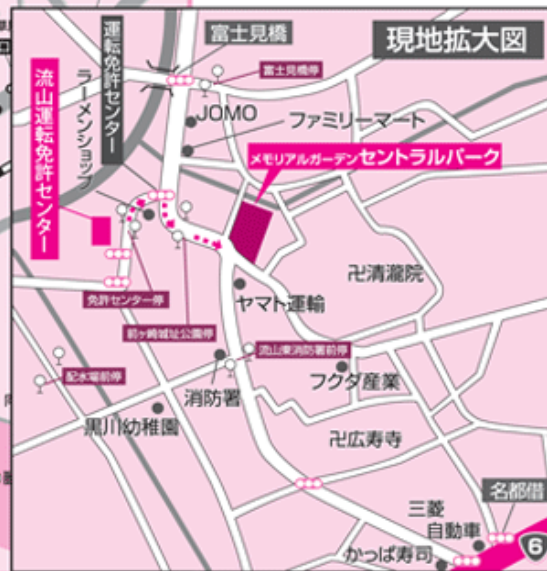 現地拡大図
富士見橋
運転免許センター
富士見橋停
JOMO
ファミリーマート
ラーメンショップ
流山運転免許センター
メモリアルガーデンセントラルパーク
卍清瀧院
免許センター停
ヤマト運輸
前ヶ崎城址公園停
流山東消防署前停
配水場前停
消防署
フクダ産業
黒川幼稚園
卍広寿寺
名都借
三菱
自動車
かっぱ寿司
6